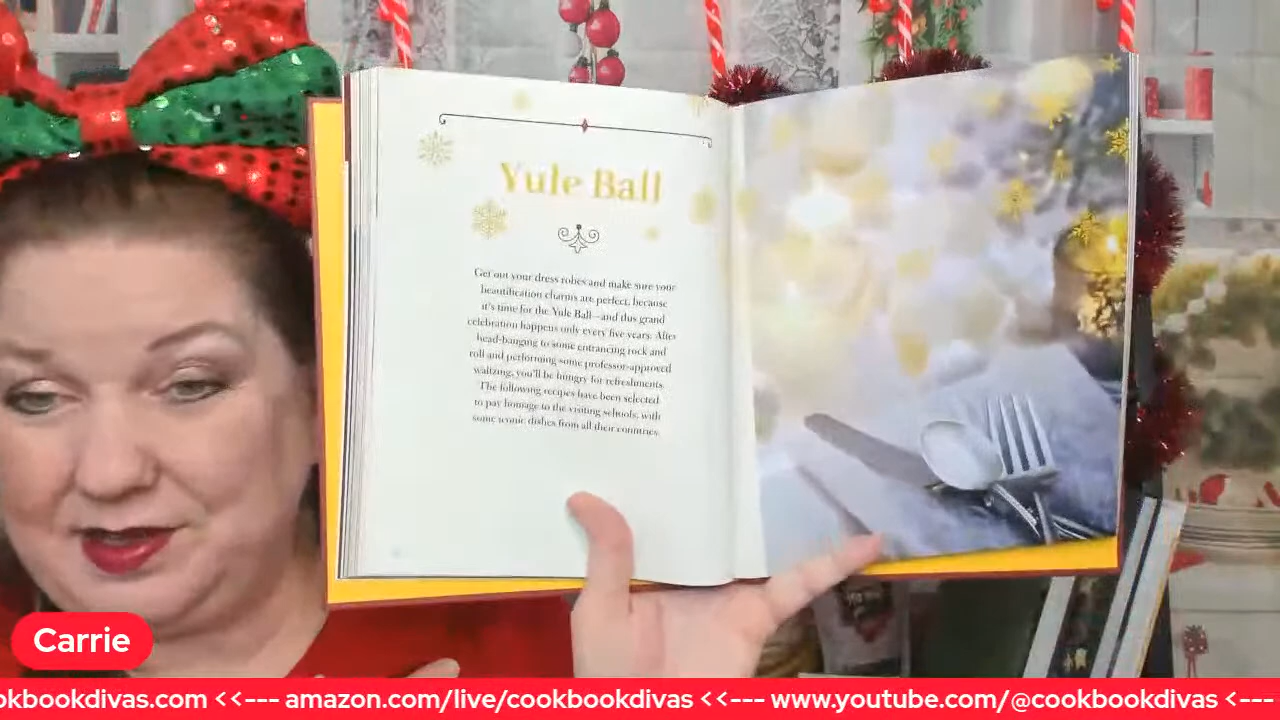 Yule Ball
Get out your dress robes and make sure your
beautification charms are perfect, because
it's time for the Yule Ball—and this grand
celebration happens only every five years. After
head-banging to some entrancing rock and
roll and performing some professor-approved
waltzing, you'll be hungry for refreshments.
The following recipes have been selected
to pay homage to the visiting schools, with
some iconic dishes from all their countries.
Carrie
okbookdivas.com <<--- amazon.com/live/cookbookdivas <<--- www.youtube.com/@cookbookdivas <---